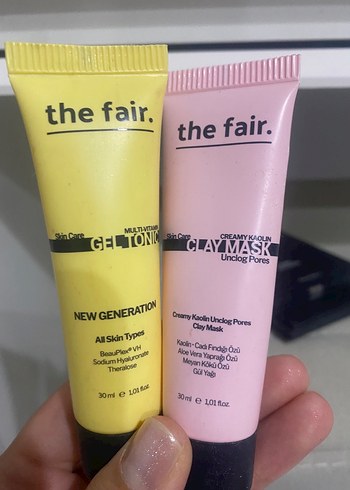 the fair.
Skin Care
MULTI-VITAMIN
GEL TONIC
NEW GENERATION
All Skin Types
BeauPlex® VH
Sodium Hyaluronate
Theralose
30 ml e 1,01 fl.oz.
the fair.
Skin Care
CREAMY KAOLIN
CLAY MASK
Unclog Pores
Creamy Kaolin Unclog Pores
Clay Mask
Kaolin - Cadı Fındığı Özü
Aloe Vera Yaprağı Özü
Meyan Kökü Özü
Gül Yağı
30 ml e 1,01 fl.oz.